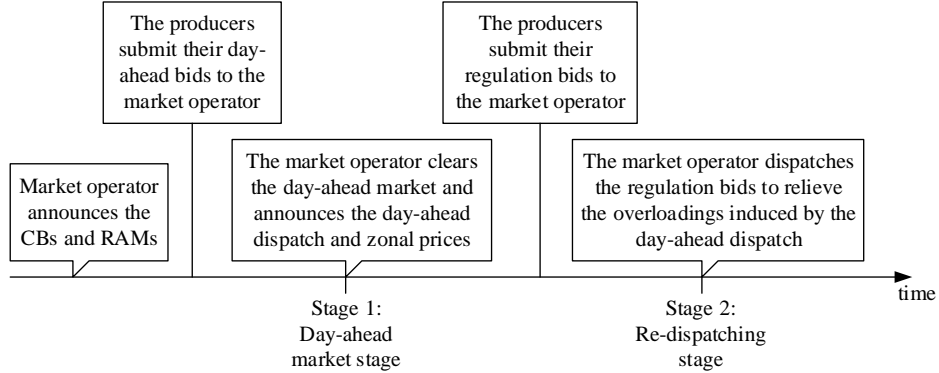 The producers
submit their day-
ahead bids to the
market operator
The producers
submit their
regulation bids to
the market operator
Market operator
announces the
CBs and RAMs
The market operator clears
the day-ahead market and
announces the day-ahead
dispatch and zonal prices
The market operator dispatches
the regulation bids to relieve
the overloadings induced by the
day-ahead dispatch
time
Stage 1:
Day-ahead
market stage
Stage 2:
Re-dispatching
stage